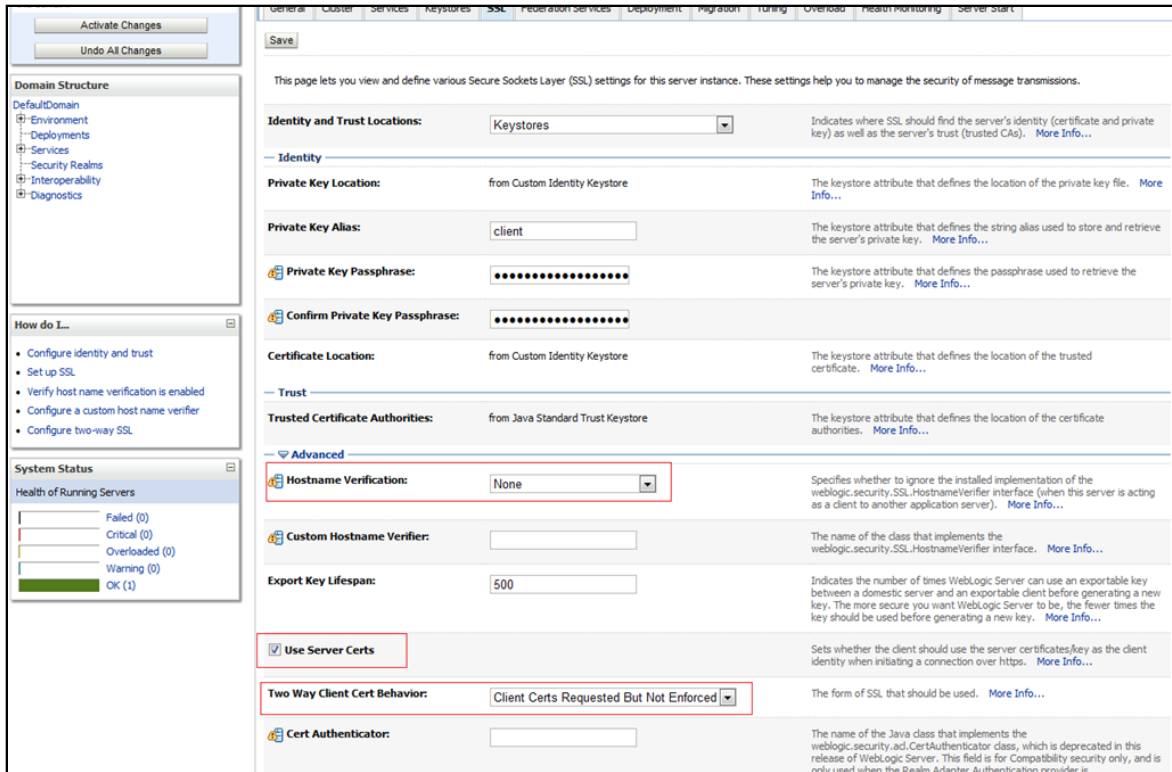 General Cluster Services Keystores SSL Federation Services Deployment Migration Tuning Overload Health Monitoring Server Start
Activate Changes
Undo All Changes
Domain Structure
DefaultDomain
Environment
Deployments
Services
Security Realms
Interoperability
Diagnostics
How do I...
Configure identity and trust
Set up SSL
Verify host name verification is enabled
Configure a custom host name verifier
Configure two-way SSL
System Status
Health of Running Servers
Failed (0)
Critical (0)
Overloaded (0)
Warning (0)
OK (1)
Save
This page lets you view and define various Secure Sockets Layer (SSL) settings for this server instance. These settings help you to manage the security of message transmissions.
Identity and Trust Locations:
Keystores
Indicates where SSL should find the server's identity (certificate and private
key) as well as the server's trust (trusted CAs). More Info...
Identity
Private Key Location:
from Custom Identity Keystore
The keystore attribute that defines the location of the private key file. More
Info...
Private Key Alias:
client
The keystore attribute that defines the string alias used to store and retrieve
the server's private key. More Info...
Private Key Passphrase:
••••••••••••••••••
The keystore attribute that defines the passphrase used to retrieve the
server's private key. More Info...
Confirm Private Key Passphrase:
••••••••••••••••••
Certificate Location:
from Custom Identity Keystore
The keystore attribute that defines the location of the trusted
certificate. More Info...
Trust
Trusted Certificate Authorities:
from Java Standard Trust Keystore
The keystore attribute that defines the location of the certificate
authorities. More Info...
Advanced
Hostname Verification:
None
Specifies whether to ignore the installed implementation of the
weblogic.security.SSL.HostnameVerifier interface (when this server is acting
as a client to another application server). More Info...
Custom Hostname Verifier:
The name of the class that implements the
weblogic.security.SSL.HostnameVerifier interface. More Info...
Export Key Lifespan:
500
Indicates the number of times WebLogic Server can use an exportable key
between a domestic server and an exportable client before generating a new
key. The more secure you want WebLogic Server to be, the fewer times the
key should be used before generating a new key. More Info...
Use Server Certs
Sets whether the client should use the server certificates/key as the client
identity when initiating a connection over https. More Info...
Two Way Client Cert Behavior:
Client Certs Requested But Not Enforced
The form of SSL that should be used. More Info...
Cert Authenticator:
The name of the Java class that implements the
weblogic.security.acl.CertAuthenticator class, which is deprecated in this
release of WebLogic Server. This field is for Compatibility security only, and is
only used when the Realm Adapter Authentication provider is